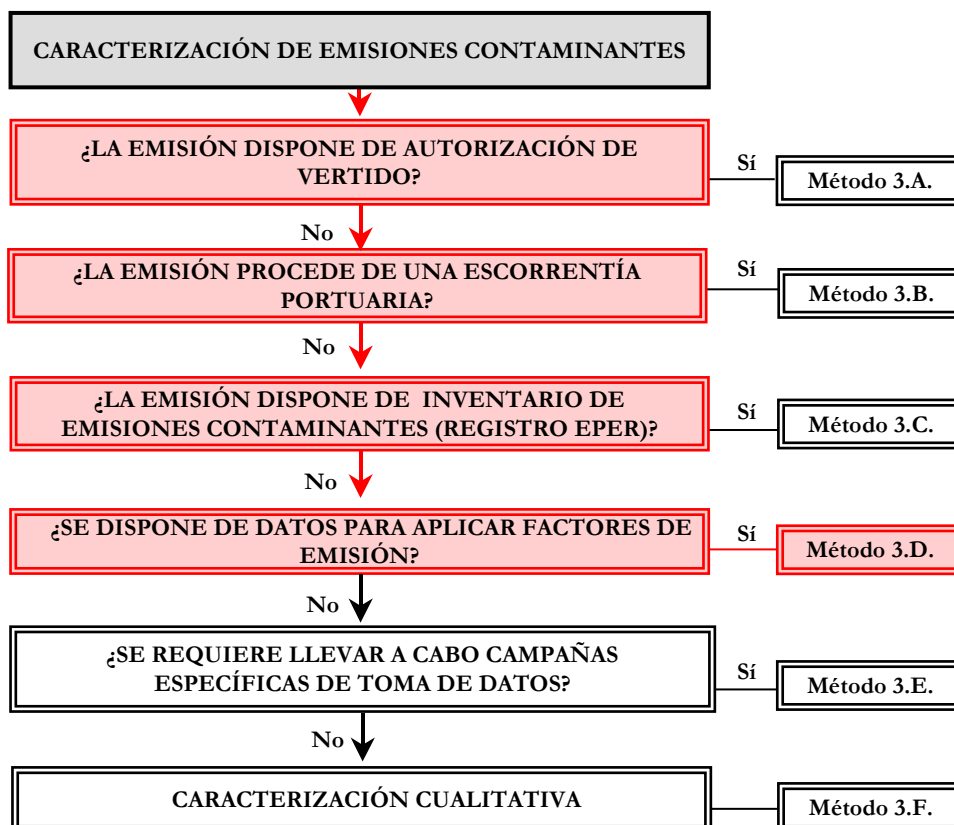 CARACTERIZACIÓN DE EMISIONES CONTAMINANTES
¿LA EMISIÓN DISPONE DE AUTORIZACIÓN DE
VERTIDO?
Sí
Método 3.A.
No
¿LA EMISIÓN PROCEDE DE UNA ESCORRENTÍA
PORTUARIA?
Sí
Método 3.B.
No
¿LA EMISIÓN DISPONE DE INVENTARIO DE
EMISIONES CONTAMINANTES (REGISTRO EPER)?
Sí
Método 3.C.
No
¿SE DISPONE DE DATOS PARA APLICAR FACTORES DE
EMISIÓN?
Sí
Método 3.D.
No
¿SE REQUIERE LLEVAR A CABO CAMPAÑAS
ESPECÍFICAS DE TOMA DE DATOS?
Sí
Método 3.E.
No
CARACTERIZACIÓN CUALITATIVA
Método 3.F.